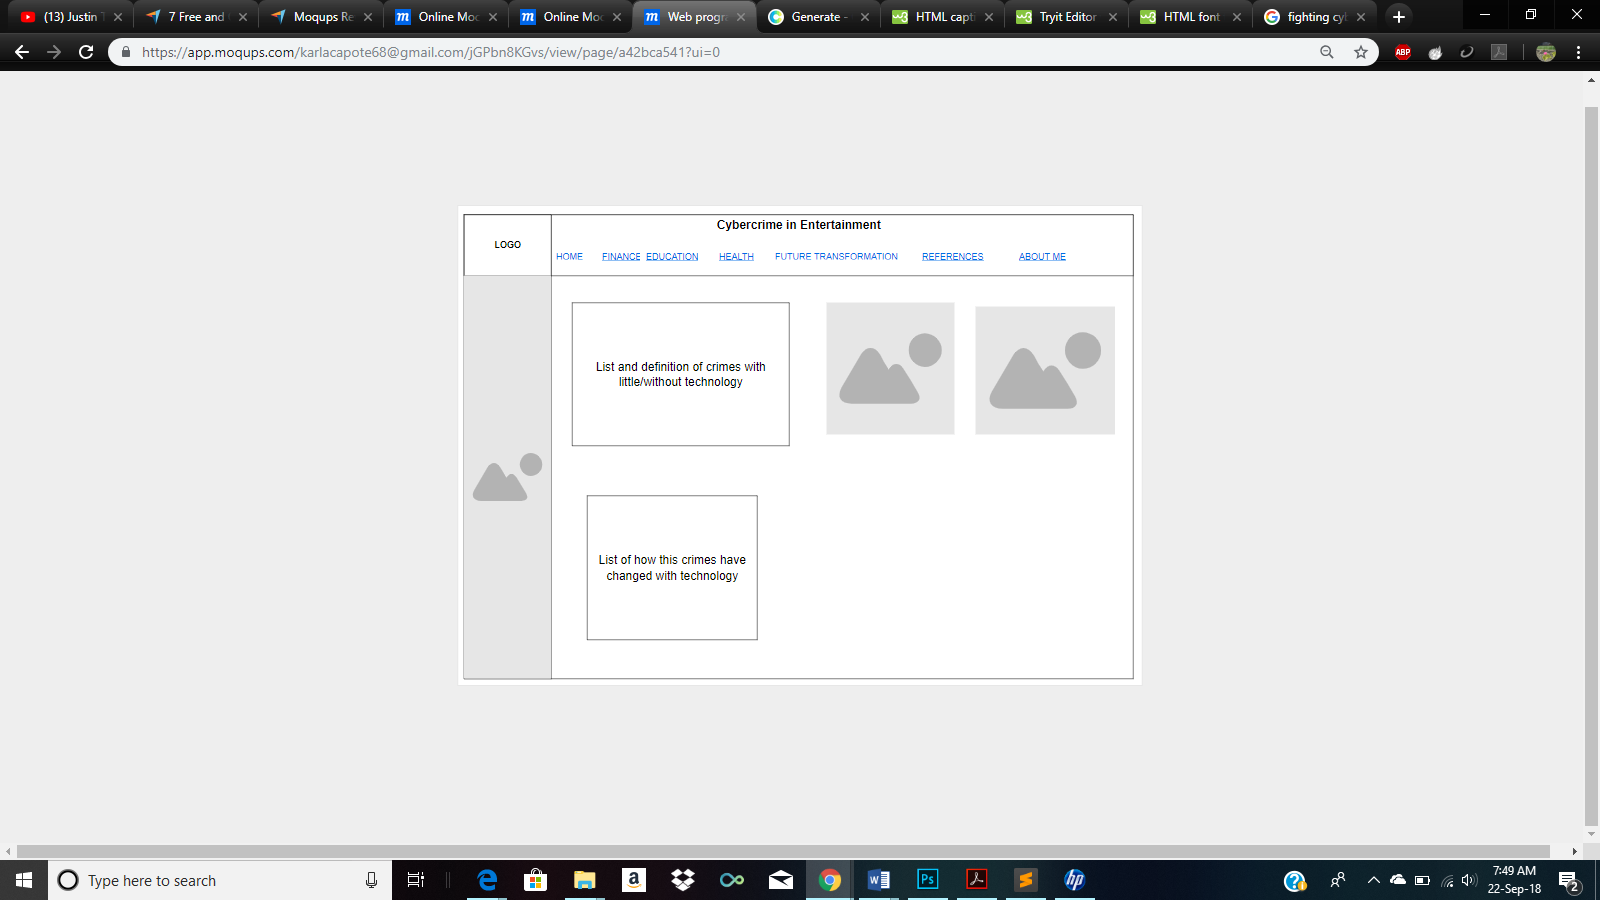 (13) Justin T
7 Free and
Moqups Re
Online Moc
Online Moc
Web progr
Generate -
HTML capt
Tryit Editor
HTML font
fighting cy
https://app.moqups.com/karlacapote68@gmail.com/jGPbn8KGvs/view/page/a42bca541?ui=0
ABP
Cybercrime in Entertainment
LOGO
HOME FINANCE EDUCATION HEALTH FUTURE TRANSFORMATION REFERENCES ABOUT ME
List and definition of crimes with
little/without technology
List of how this crimes have
changed with technology
Type here to search
7:49 AM
22-Sep-18
2